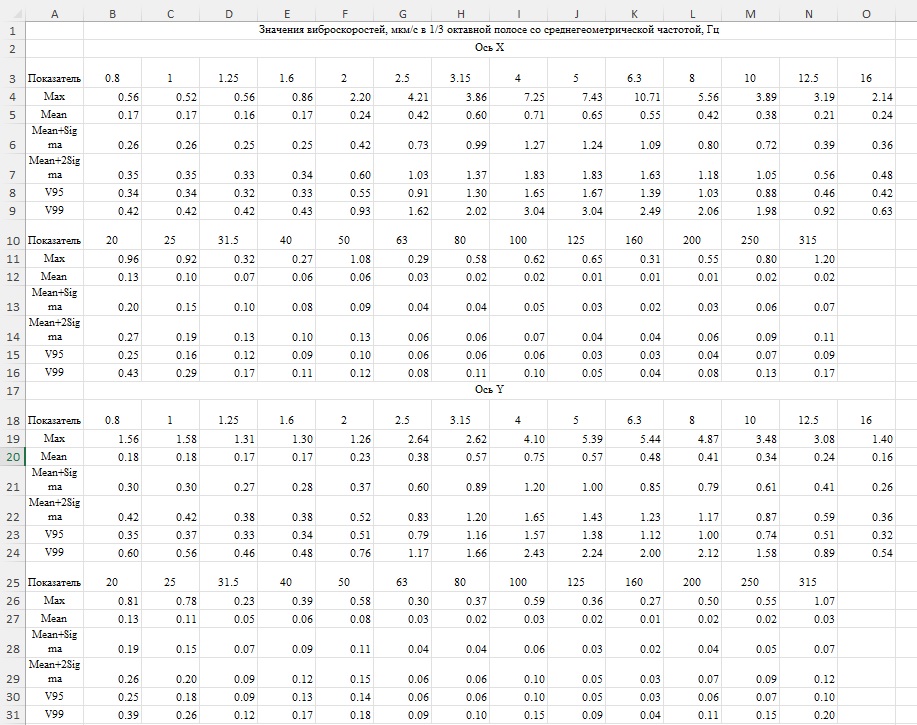 A B C D E F G H I J K L M N O
1 Значения виброскоростей, мкм/с в 1/3 октавной полосе со среднегеометрической частотой, Гц
2 Ось X
3 Показатель 0.8 1 1.25 1.6 2 2.5 3.15 4 5 6.3 8 10 12.5 16
4 Max 0.56 0.52 0.56 0.86 2.20 4.21 3.86 7.25 7.43 10.71 5.56 3.89 3.19 2.14
5 Mean 0.17 0.17 0.16 0.17 0.24 0.42 0.60 0.71 0.65 0.55 0.42 0.38 0.21 0.24
Mean+Sig
6 ma 0.26 0.26 0.25 0.25 0.42 0.73 0.99 1.27 1.24 1.09 0.80 0.72 0.39 0.36
Mean+2Sig
7 ma 0.35 0.35 0.33 0.34 0.60 1.03 1.37 1.83 1.83 1.63 1.18 1.05 0.56 0.48
8 V95 0.34 0.34 0.32 0.33 0.55 0.91 1.30 1.65 1.67 1.39 1.03 0.88 0.46 0.42
9 V99 0.42 0.42 0.42 0.43 0.93 1.62 2.02 3.04 3.04 2.49 2.06 1.98 0.92 0.63
10 Показатель 20 25 31.5 40 50 63 80 100 125 160 200 250 315
11 Max 0.96 0.92 0.32 0.27 1.08 0.29 0.58 0.62 0.65 0.31 0.55 0.80 1.20
12 Mean 0.13 0.10 0.07 0.06 0.06 0.03 0.02 0.02 0.01 0.01 0.01 0.02 0.02
Mean+Sig
13 ma 0.20 0.15 0.10 0.08 0.09 0.04 0.04 0.05 0.03 0.02 0.03 0.06 0.07
Mean+2Sig
14 ma 0.27 0.19 0.13 0.10 0.13 0.06 0.06 0.07 0.04 0.04 0.06 0.09 0.11
15 V95 0.25 0.16 0.12 0.09 0.10 0.06 0.06 0.06 0.03 0.03 0.04 0.07 0.09
16 V99 0.43 0.29 0.17 0.11 0.12 0.08 0.11 0.10 0.05 0.04 0.08 0.13 0.17
17 Ось Y
18 Показатель 0.8 1 1.25 1.6 2 2.5 3.15 4 5 6.3 8 10 12.5 16
19 Max 1.56 1.58 1.31 1.30 1.26 2.64 2.62 4.10 5.39 5.44 4.87 3.48 3.08 1.40
20 Mean 0.18 0.18 0.17 0.17 0.23 0.38 0.57 0.75 0.57 0.48 0.41 0.34 0.24 0.16
Mean+Sig
21 ma 0.30 0.30 0.27 0.28 0.37 0.60 0.89 1.20 1.00 0.85 0.79 0.61 0.41 0.26
Mean+2Sig
22 ma 0.42 0.42 0.38 0.38 0.52 0.83 1.20 1.65 1.43 1.23 1.17 0.87 0.59 0.36
23 V95 0.35 0.37 0.33 0.34 0.51 0.79 1.16 1.57 1.38 1.12 1.00 0.74 0.51 0.32
24 V99 0.60 0.56 0.46 0.48 0.76 1.17 1.66 2.43 2.24 2.00 2.12 1.58 0.89 0.54
25 Показатель 20 25 31.5 40 50 63 80 100 125 160 200 250 315
26 Max 0.81 0.78 0.23 0.39 0.58 0.30 0.37 0.59 0.36 0.27 0.50 0.55 1.07
27 Mean 0.13 0.11 0.05 0.06 0.08 0.03 0.02 0.03 0.02 0.01 0.02 0.02 0.03
Mean+Sig
28 ma 0.19 0.15 0.07 0.09 0.11 0.04 0.04 0.06 0.03 0.02 0.04 0.05 0.07
Mean+2Sig
29 ma 0.26 0.20 0.09 0.12 0.15 0.06 0.06 0.10 0.05 0.03 0.07 0.09 0.12
30 V95 0.25 0.18 0.09 0.13 0.14 0.06 0.06 0.10 0.05 0.03 0.06 0.07 0.10
31 V99 0.39 0.26 0.12 0.17 0.18 0.09 0.10 0.15 0.09 0.04 0.11 0.15 0.20